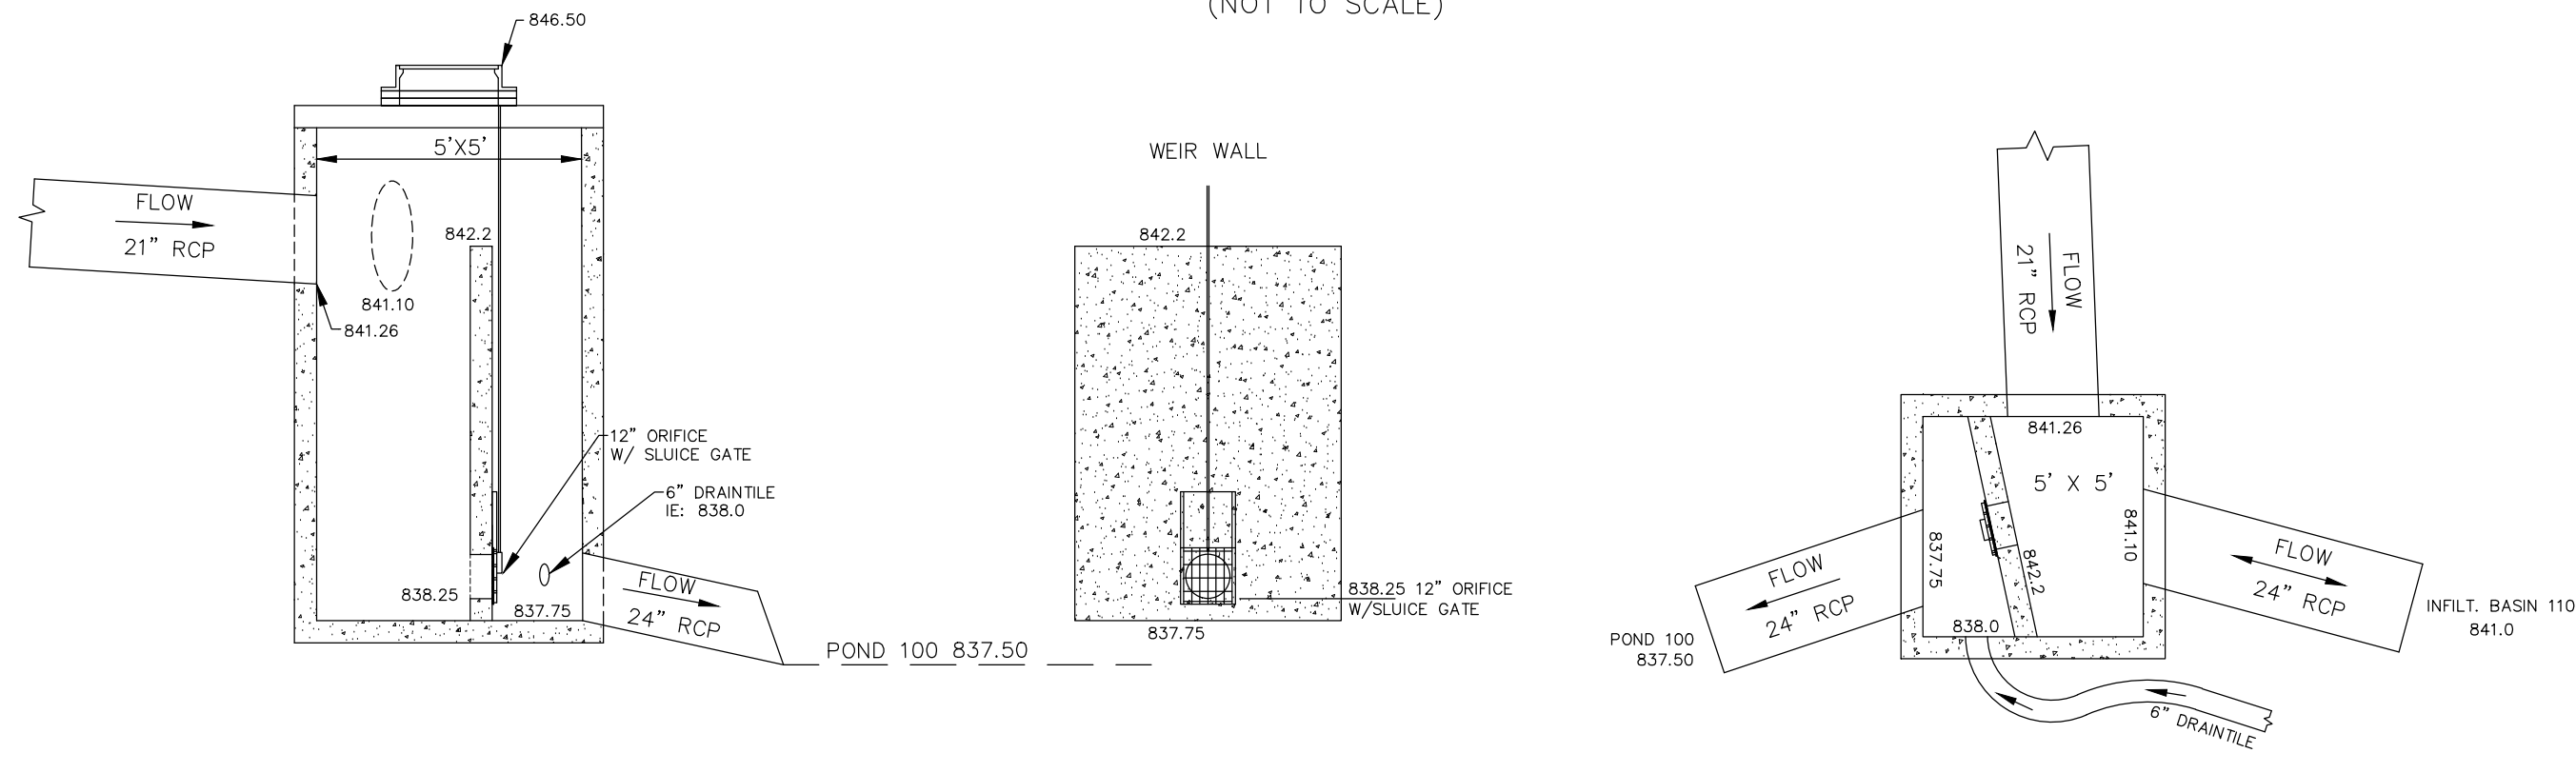 (NOT TO SCALE)
846.50
5'X5'
FLOW
21" RCP
842.2
841.10
841.26
12" ORIFICE
W/ SLUICE GATE
6" DRAINTILE
IE: 838.0
838.25
837.75
FLOW
24" RCP
POND 100 837.50
WEIR WALL
842.2
838.25 12" ORIFICE
W/SLUICE GATE
837.75
FLOW
21" RCP
841.26
5' X 5'
841.10
842.2
837.75
838.0
FLOW
24" RCP
POND 100
837.50
FLOW
24" RCP
INFILT. BASIN 110
841.0
6" DRAINTILE